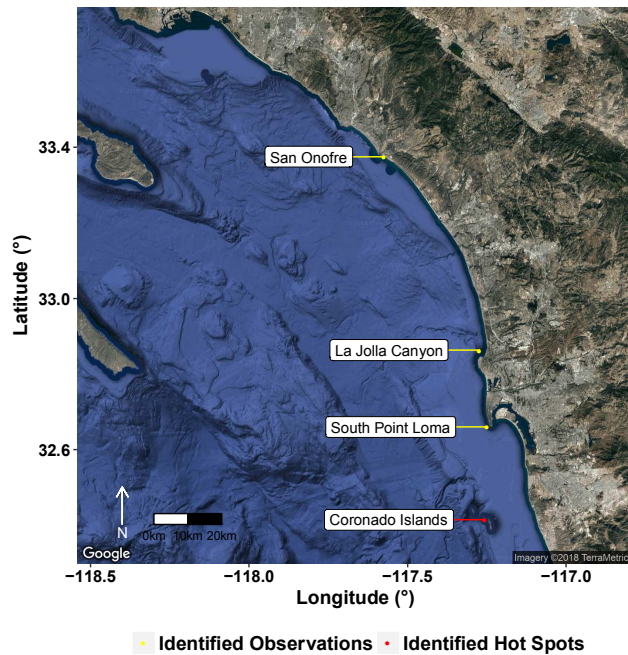 33.4
33.0
32.6
Latitude (°)
San Onofre
La Jolla Canyon
South Point Loma
Coronado Islands
N
0km 10km 20km
Google
Imagery ©2018 TerraMetric
−118.5 −118.0 −117.5 −117.0
Longitude (°)
Identified Observations Identified Hot Spots